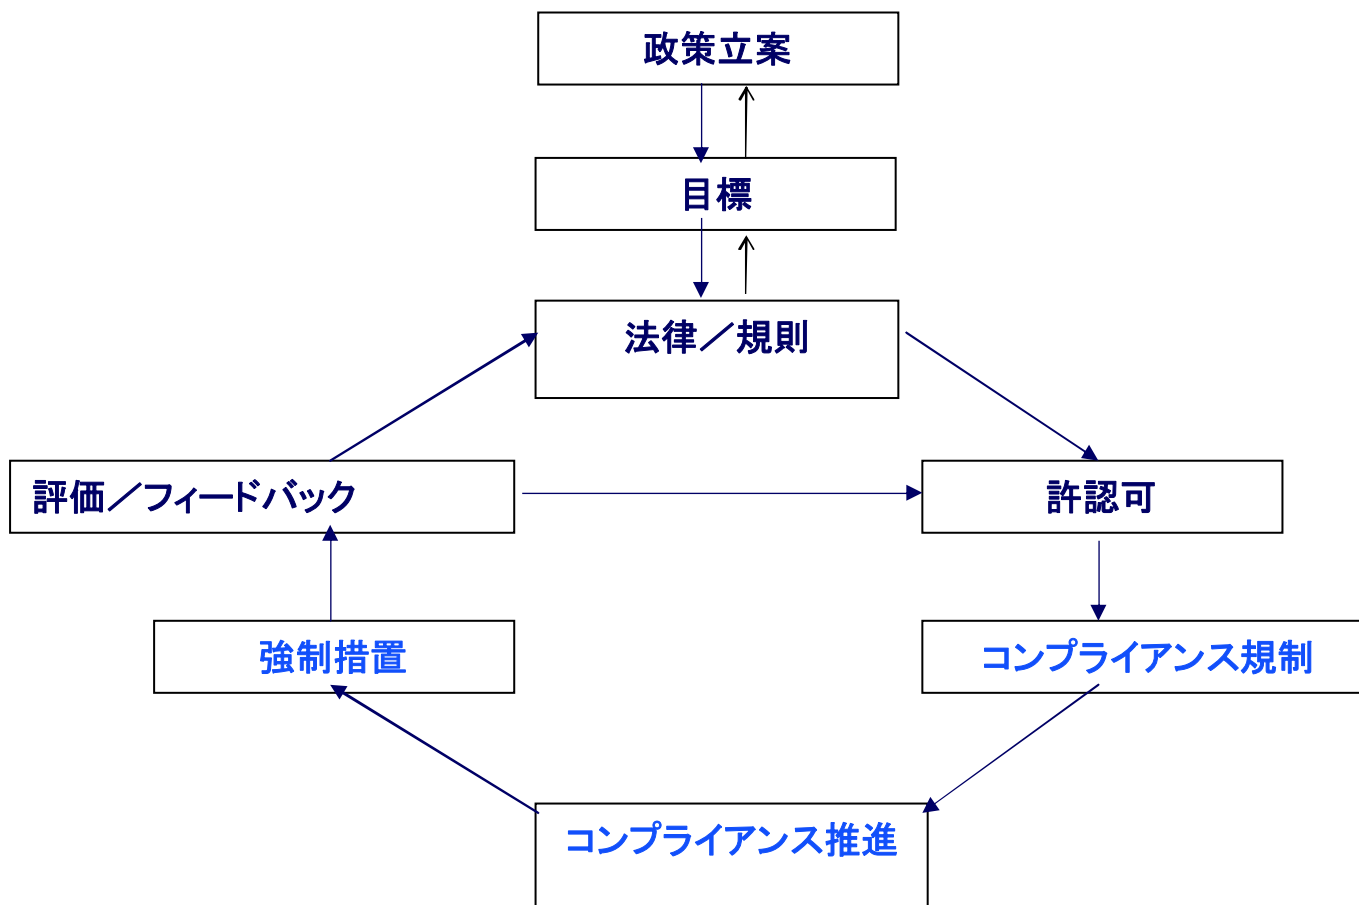 政策立案
目標
法律／規則
評価／フィードバック
許認可
強制措置
コンプライアンス規制
コンプライアンス推進